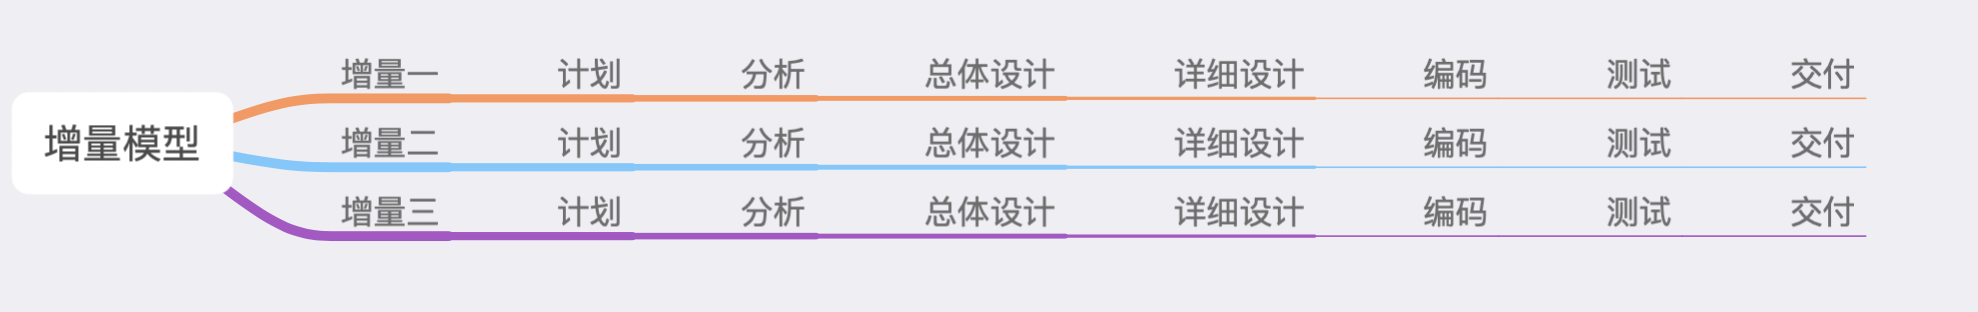 增量模型
增量一 计划 分析 总体设计 详细设计 编码 测试 交付
增量二 计划 分析 总体设计 详细设计 编码 测试 交付
增量三 计划 分析 总体设计 详细设计 编码 测试 交付